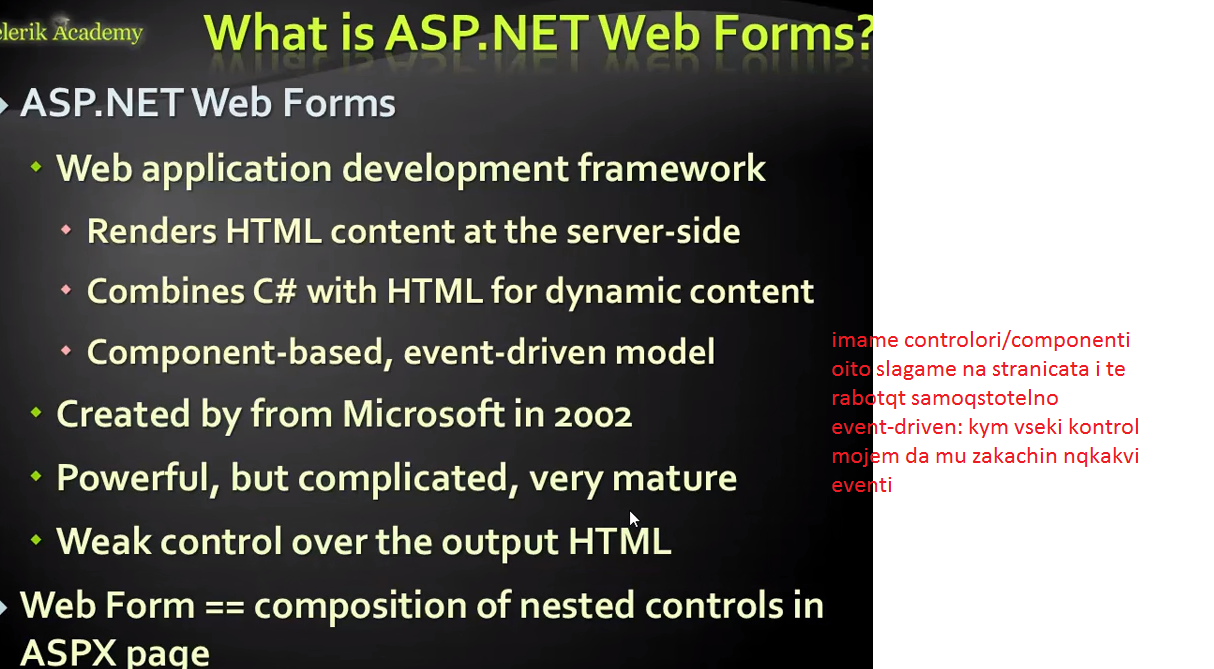 elerik Academy
What is ASP.NET Web Forms?
ASP.NET Web Forms
Web application development framework
Renders HTML content at the server-side
Combines C# with HTML for dynamic content
Component-based, event-driven model
Created by from Microsoft in 2002
Powerful, but complicated, very mature
Weak control over the output HTML
Web Form == composition of nested controls in
ASPX page
imame controlori/componenti
oito slagame na stranicata i te
rabotqt samoqstotelno
event-driven: kym vseki kontrol
mojem da mu zakachin nqkakvi
eventi